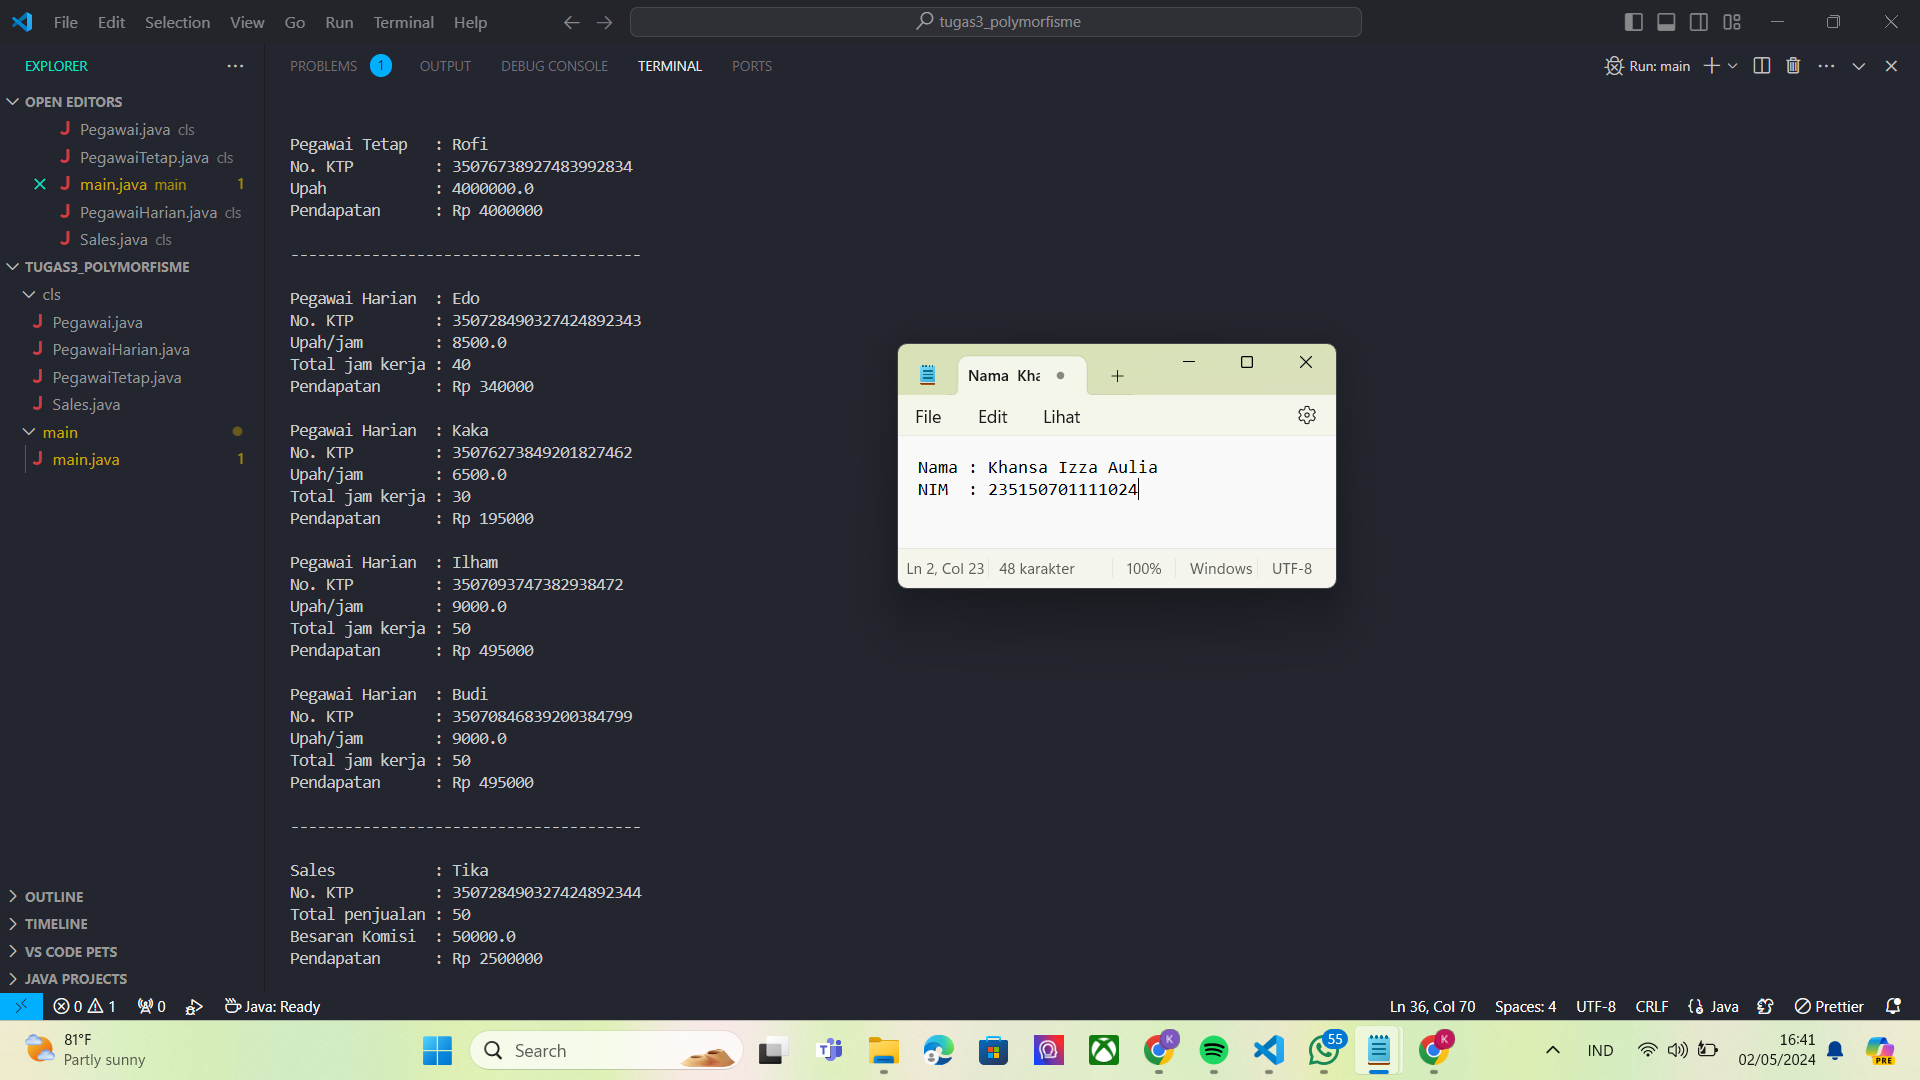 File Edit Selection View Go Run Terminal Help
tugas3_polymorfisme
EXPLORER
OPEN EDITORS
Pegawai.java cls
PegawaiTetap.java cls
main.java main 1
PegawaiHarian.java cls
Sales.java cls
TUGAS3_POLYMORFISME
cls
Pegawai.java
PegawaiHarian.java
PegawaiTetap.java
Sales.java
main
main.java 1
OUTLINE
TIMELINE
VS CODE PETS
JAVA PROJECTS
PROBLEMS 1 OUTPUT DEBUG CONSOLE TERMINAL PORTS
Run: main
Pegawai Tetap : Rofi
No. KTP : 35076738927483992834
Upah : 4000000.0
Pendapatan : Rp 4000000
---------------------------------------
Pegawai Harian : Edo
No. KTP : 350728490327424892343
Upah/jam : 8500.0
Total jam kerja : 40
Pendapatan : Rp 340000
Pegawai Harian : Kaka
No. KTP : 35076273849201827462
Upah/jam : 6500.0
Total jam kerja : 30
Pendapatan : Rp 195000
Pegawai Harian : Ilham
No. KTP : 3507093747382938472
Upah/jam : 9000.0
Total jam kerja : 50
Pendapatan : Rp 495000
Pegawai Harian : Budi
No. KTP : 35070846839200384799
Upah/jam : 9000.0
Total jam kerja : 50
Pendapatan : Rp 495000
---------------------------------------
Sales : Tika
No. KTP : 350728490327424892344
Total penjualan : 50
Besaran Komisi : 50000.0
Pendapatan : Rp 2500000
Nama Kha
File Edit Lihat
Nama : Khansa Izza Aulia
NIM : 235150701111024
Ln 2, Col 23 48 karakter 100% Windows UTF-8
0 1 0 Java: Ready
Ln 36, Col 70 Spaces: 4 UTF-8 CRLF Java Prettier
81°F
Partly sunny
Search
K
55
K
IND
16:41
02/05/2024
PRE